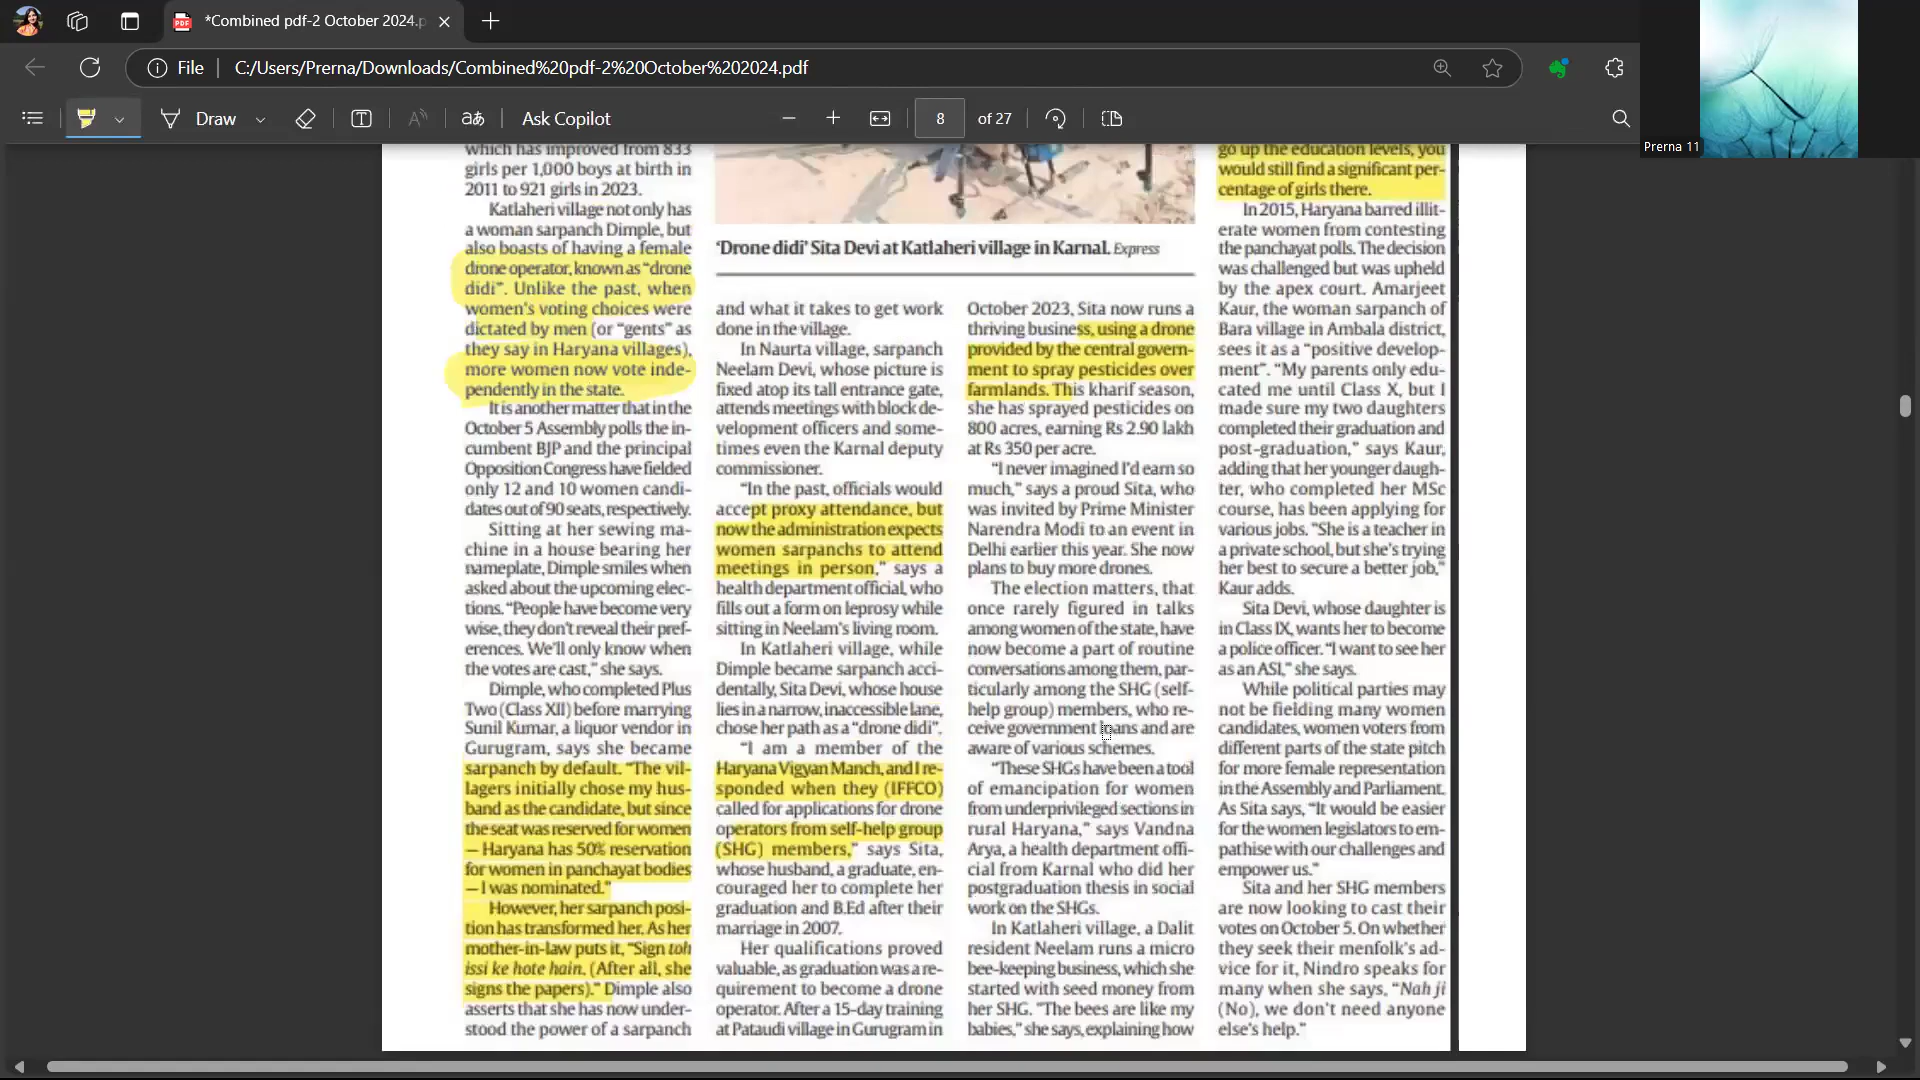 *Combined pdf-2 October 2024.p
File
C:/Users/Prerna/Downloads/Combined%20pdf-2%20October%202024.pdf
Draw
Ask Copilot
8
of 27
Prerna 11
which has improved from 833
girls per 1,000 boys at birth in
2011 to 921 girls in 2023.
Katlaheri village not only has
a woman sarpanch Dimple, but
also boasts of having a female
drone operator, known as "drone
didi". Unlike the past, when
women's voting choices were
dictated by men (or "gents" as
they say in Haryana villages),
more women now vote inde-
pendently in the state.
It is another matter that in the
October 5 Assembly polls the in-
cumbent BJP and the principal
Opposition Congress have fielded
only 12 and 10 women candi-
dates out of 90 seats, respectively.
Sitting at her sewing ma-
chine in a house bearing her
nameplate, Dimple smiles when
asked about the upcoming elec-
tions. "People have become very
wise, they don't reveal their pref-
erences. We'll only know when
the votes are cast," she says.
Dimple, who completed Plus
Two (Class XII) before marrying
Sunil Kumar, a liquor vendor in
Gurugram, says she became
sarpanch by default. "The vil-
lagers initially chose my hus-
band as the candidate, but since
the seat was reserved for women
— Haryana has 50% reservation
for women in panchayat bodies
— I was nominated."
However, her sarpanch posi-
tion has transformed her. As her
mother-in-law puts it, "Sign toh
issi ke hote hain. (After all, she
signs the papers)." Dimple also
asserts that she has now under-
stood the power of a sarpanch
'Drone didi' Sita Devi at Katlaheri village in Karnal. Express
and what it takes to get work
done in the village.
In Naurta village, sarpanch
Neelam Devi, whose picture is
fixed atop its tall entrance gate,
attends meetings with block de-
velopment officers and some-
times even the Karnal deputy
commissioner.
"In the past, officials would
accept proxy attendance, but
now the administration expects
women sarpanchs to attend
meetings in person," says a
health department official, who
fills out a form on leprosy while
sitting in Neelam's living room.
In Katlaheri village, while
Dimple became sarpanch acci-
dentally, Sita Devi, whose house
lies in a narrow, inaccessible lane,
chose her path as a "drone didi".
"I am a member of the
Haryana Vigyan Manch, and I re-
sponded when they (IFFCO)
called for applications for drone
operators from self-help group
(SHG) members," says Sita,
whose husband, a graduate, en-
couraged her to complete her
graduation and B.Ed after their
marriage in 2007.
Her qualifications proved
valuable, as graduation was a re-
quirement to become a drone
operator. After a 15-day training
at Pataudi village in Gurugram in
October 2023, Sita now runs a
thriving business, using a drone
provided by the central govern-
ment to spray pesticides over
farmlands. This kharif season,
she has sprayed pesticides on
800 acres, earning Rs 2.90 lakh
at Rs 350 per acre.
"I never imagined I'd earn so
much," says a proud Sita, who
was invited by Prime Minister
Narendra Modi to an event in
Delhi earlier this year. She now
plans to buy more drones.
The election matters, that
once rarely figured in talks
among women of the state, have
now become a part of routine
conversations among them, par-
ticularly among the SHG (self-
help group) members, who re-
ceive government loans and are
aware of various schemes.
"These SHGs have been a tool
of emancipation for women
from underprivileged sections in
rural Haryana," says Vandna
Arya, a health department offi-
cial from Karnal who did her
postgraduation thesis in social
work on the SHGs.
In Katlaheri village, a Dalit
resident Neelam runs a micro
bee-keeping business, which she
started with seed money from
her SHG. "The bees are like my
babies," she says, explaining how
go up the education levels, you
would still find a significant per-
centage of girls there.
In 2015, Haryana barred illit-
erate women from contesting
the panchayat polls. The decision
was challenged but was upheld
by the apex court. Amarjeet
Kaur, the woman sarpanch of
Bara village in Ambala district,
sees it as a "positive develop-
ment". "My parents only edu-
cated me until Class X, but I
made sure my two daughters
completed their graduation and
post-graduation," says Kaur,
adding that her younger daugh-
ter, who completed her MSc
course, has been applying for
various jobs. "She is a teacher in
a private school, but she's trying
her best to secure a better job,"
Kaur adds.
Sita Devi, whose daughter is
in Class IX, wants her to become
a police officer. "I want to see her
as an ASI," she says.
While political parties may
not be fielding many women
candidates, women voters from
different parts of the state pitch
for more female representation
in the Assembly and Parliament.
As Sita says, "It would be easier
for the women legislators to em-
pathise with our challenges and
empower us."
Sita and her SHG members
are now looking to cast their
votes on October 5. On whether
they seek their menfolk's ad-
vice for it, Nindro speaks for
many when she says, "Nah ji
(No), we don't need anyone
else's help."